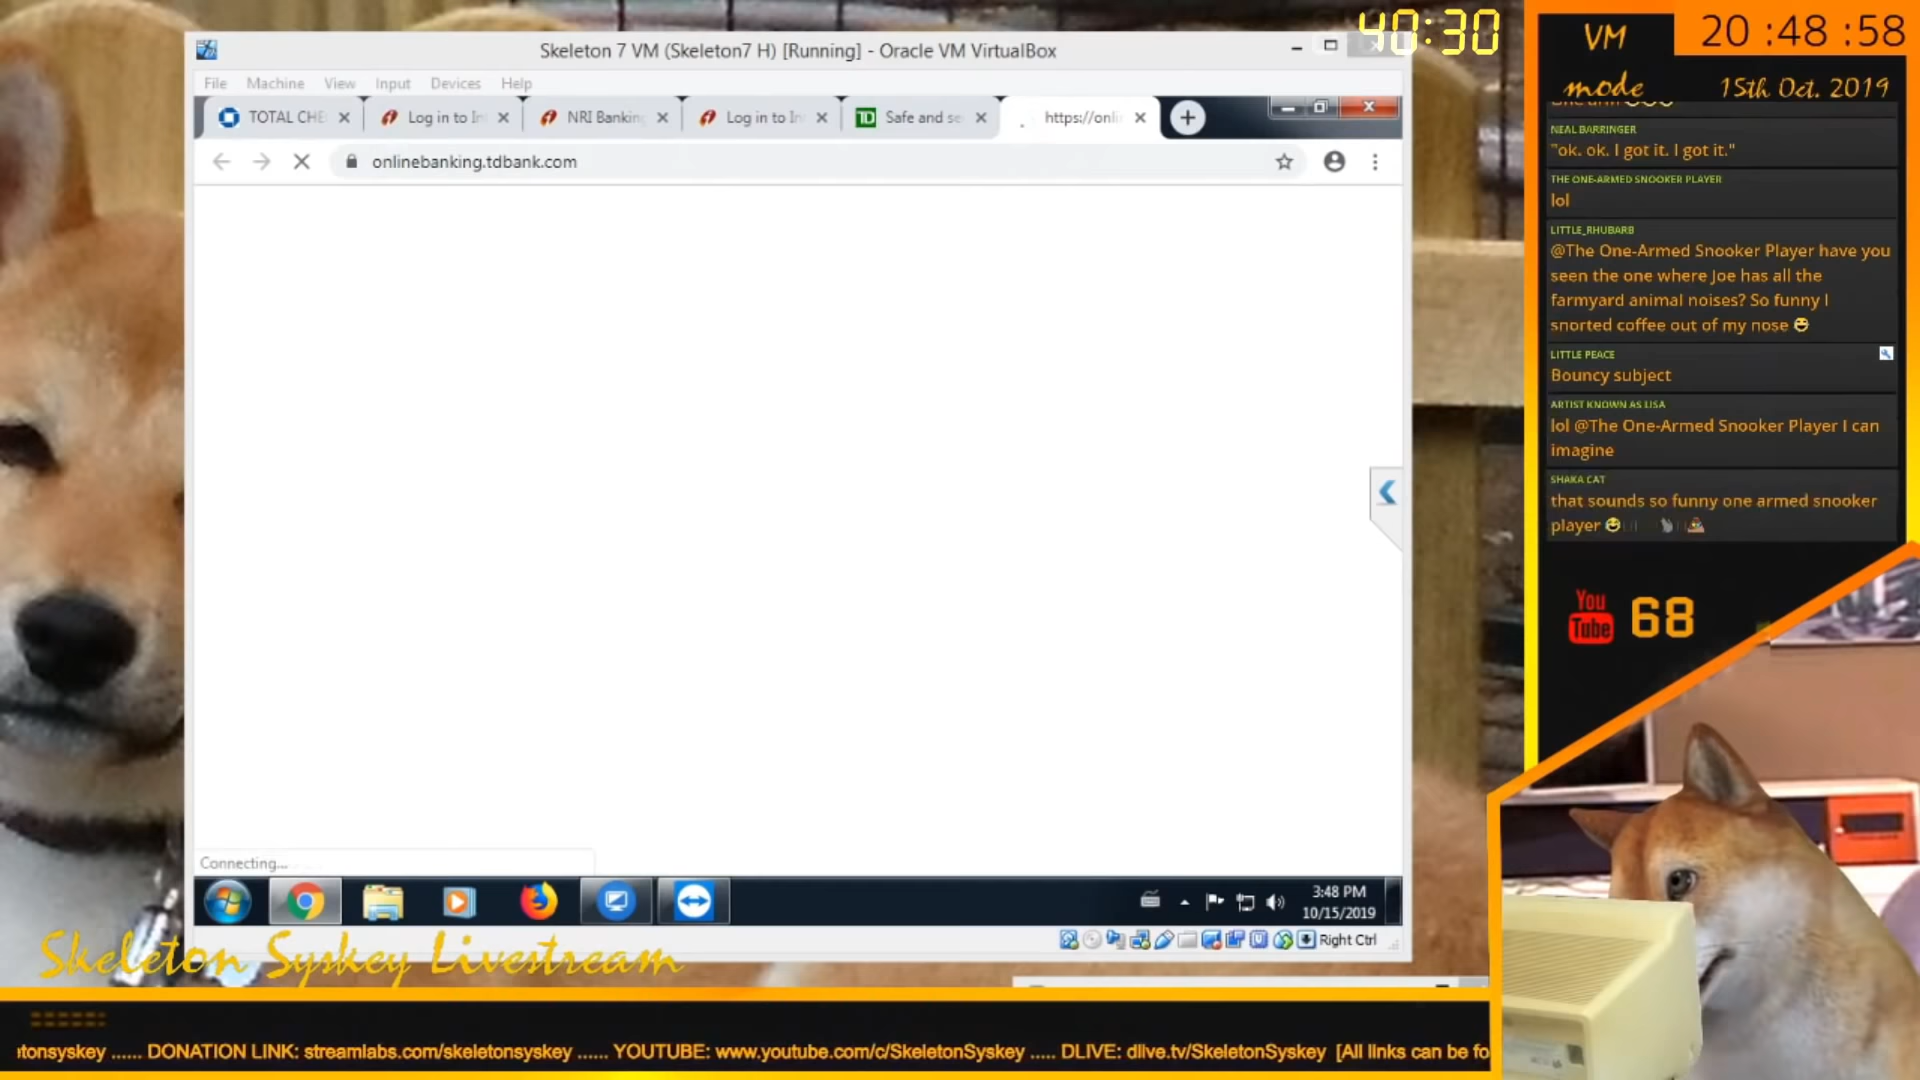 40:30
Skeleton 7 VM (Skeleton7 H) [Running] - Oracle VM VirtualBox
File Machine View Input Devices Help
TOTAL CHE
Log in to In
NRI Banking
Log in to In
TD Safe and se
https://onli
onlinebanking.tdbank.com
Connecting...
3:48 PM
10/15/2019
Right Ctrl
Skeleton Syskey Livestream
VM
mode
20:48:58
15th Oct. 2019
NEAL BARRINGER
"ok. ok. I got it. I got it."
THE ONE-ARMED SNOOKER PLAYER
lol
LITTLE_RHUBARB
@The One-Armed Snooker Player have you
seen the one where Joe has all the
farmyard animal noises? So funny I
snorted coffee out of my nose 😂
LITTLE PEACE
Bouncy subject
ARTIST KNOWN AS LISA
lol @The One-Armed Snooker Player I can
imagine
SHAKA CAT
that sounds so funny one armed snooker
player
You
Tube
68
tonsyskey ...... DONATION LINK: streamlabs.com/skeletonsyskey ...... YOUTUBE: www.youtube.com/c/SkeletonSyskey ..... DLIVE: dlive.tv/SkeletonSyskey [All links can be fo